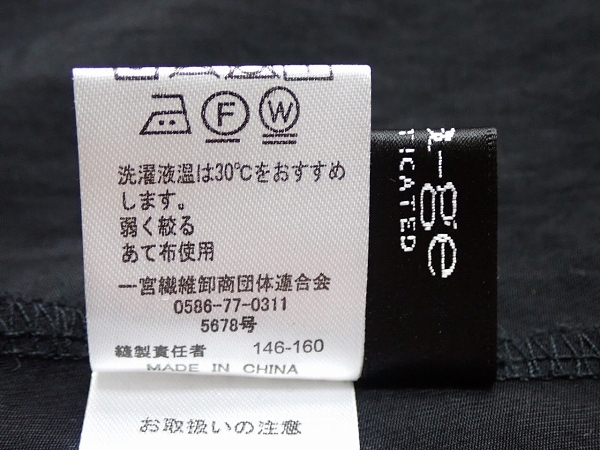 F W
洗濯液温は30℃をおすすめ
します。
弱く絞る
あて布使用
一宮繊維卸商団体連合会
0586-77-0311
5678号
縫製責任者 146-160
MADE IN CHINA
お取扱いの注意
-ge
TICATED